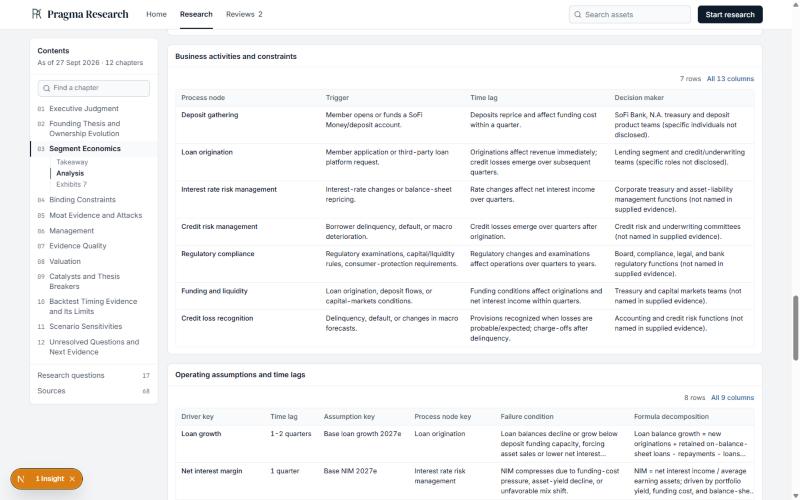 Pragma Research
Home
Research
Reviews 2
Search assets
Start research
Contents
As of 27 Sep 2026 · 12 chapters
Find a chapter
01 Executive Judgment
02 Founding Thesis and
Ownership Evolution
03 Segment Economics
Takeaway
Analysis
Exhibits 7
04 Binding Constraints
05 Moat Evidence and Attacks
06 Management
07 Evidence Quality
08 Valuation
09 Catalysts and Thesis
Breakers
10 Backtest Timing Evidence
and Its Limits
11 Scenario Sensitivities
12 Unresolved Questions and
Next Evidence
Research questions 17
Sources 68
N 1 Insight ×
Business activities and constraints
7 rows All 13 columns
Process node Trigger Time lag Decision maker
Deposit gathering
Member opens or funds a SoFi
Money/deposit account.
Deposits reprice and affect funding cost
within a quarter.
SoFi Bank, N.A. treasury and deposit
product teams (specific individuals not
disclosed).
Loan origination
Member application or third-party loan
platform request.
Originations affect revenue immediately;
credit losses emerge over subsequent
quarters.
Lending segment and credit/underwriting
teams (specific roles not disclosed).
Interest rate risk management
Interest-rate changes or balance-sheet
repricing.
Rate changes affect net interest income
over quarters.
Corporate treasury and asset-liability
management functions (not named in
supplied evidence).
Credit risk management
Borrower delinquency, default, or macro
deterioration.
Credit losses emerge over quarters after
origination.
Credit risk and underwriting committees
(not named in supplied evidence).
Regulatory compliance
Regulatory examinations, capital/liquidity
rules, consumer-protection requirements.
Regulatory changes and examinations
affect operations over quarters to years.
Board, compliance, legal, and bank
regulatory functions (not named in
supplied evidence).
Funding and liquidity
Loan origination, deposit flows, or
capital-markets conditions.
Funding conditions affect originations and
net interest income within quarters.
Treasury and capital markets teams (not
named in supplied evidence).
Credit loss recognition
Delinquency, default, or changes in macro
forecasts.
Provisions recognized when losses are
probable/expected; charge-offs after
delinquency.
Accounting and credit risk functions (not
named in supplied evidence).
Operating assumptions and time lags
8 rows All 9 columns
Driver key Time lag Assumption key Process node key Failure condition Formula decomposition
Loan growth
1-2 quarters
Base loan growth 2027e
Loan origination
Loan balances decline or grow below
deposit funding capacity, forcing
asset sales or lower net interest...
Loan balance growth = new
originations + retained on-balance-
sheet loans - repayments - loans...
Net interest margin
1 quarter
Base NIM 2027e
Interest rate risk
management
NIM compresses due to funding-cost
pressure, asset-yield decline, or
unfavorable mix shift.
NIM = net interest income / average
earning assets; driven by portfolio
yield, funding cost, and balance-she..